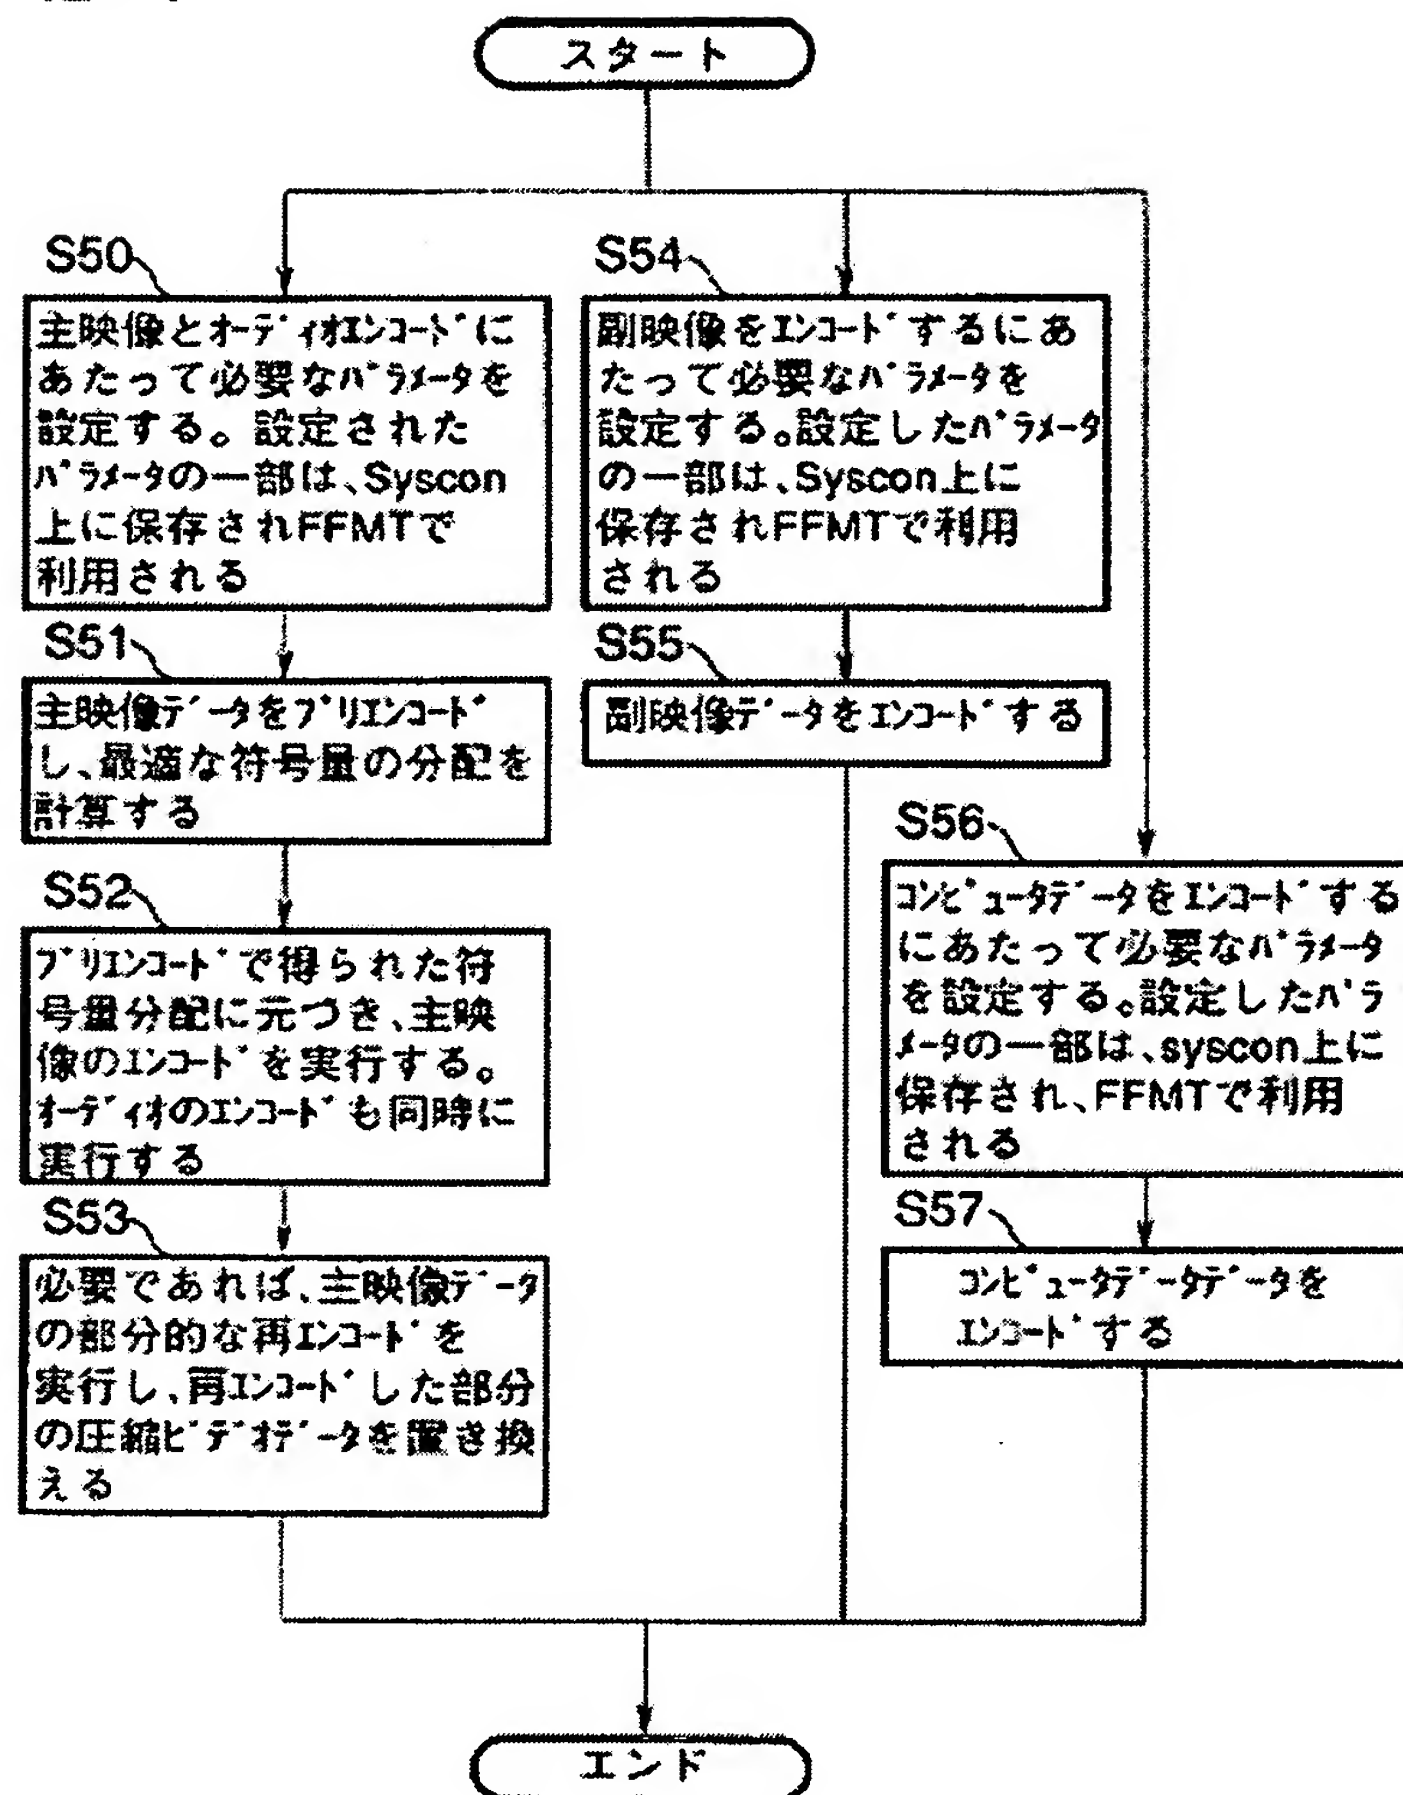 スタート
S50
主映像とｵｰﾃﾞｨｵｴﾝｺｰﾄﾞに
あたって必要なﾊﾟﾗﾒｰﾀを
設定する。設定された
ﾊﾟﾗﾒｰﾀの一部は、Syscon
上に保存されFFMTで
利用される
S51
主映像ﾃﾞｰﾀをﾌﾟﾘｴﾝｺｰﾄﾞ
し、最適な符号量の分配を
計算する
S52
ﾌﾟﾘｴﾝｺｰﾄﾞで得られた符
号量分配に元づき、主映
像のｴﾝｺｰﾄﾞを実行する。
ｵｰﾃﾞｨｵのｴﾝｺｰﾄﾞも同時に
実行する
S53
必要であれば、主映像ﾃﾞｰﾀ
の部分的な再ｴﾝｺｰﾄﾞを
実行し、再ｴﾝｺｰﾄﾞした部分
の圧縮ﾋﾞﾃﾞｵﾃﾞｰﾀを置き換
える
S54
副映像をｴﾝｺｰﾄﾞするにあ
たって必要なﾊﾟﾗﾒｰﾀを
設定する。設定したﾊﾟﾗﾒｰﾀ
の一部は、Syscon上に
保存されFFMTで利用
される
S55
副映像ﾃﾞｰﾀをｴﾝｺｰﾄﾞする
S56
ｺﾝﾋﾟｭｰﾀﾃﾞｰﾀをｴﾝｺｰﾄﾞする
にあたって必要なﾊﾟﾗﾒｰﾀ
を設定する。設定したﾊﾟﾗ
ﾒｰﾀの一部は、syscon上に
保存され、FFMTで利用
される
S57
ｺﾝﾋﾟｭｰﾀﾃﾞｰﾀﾃﾞｰﾀを
ｴﾝｺｰﾄﾞする
エンド